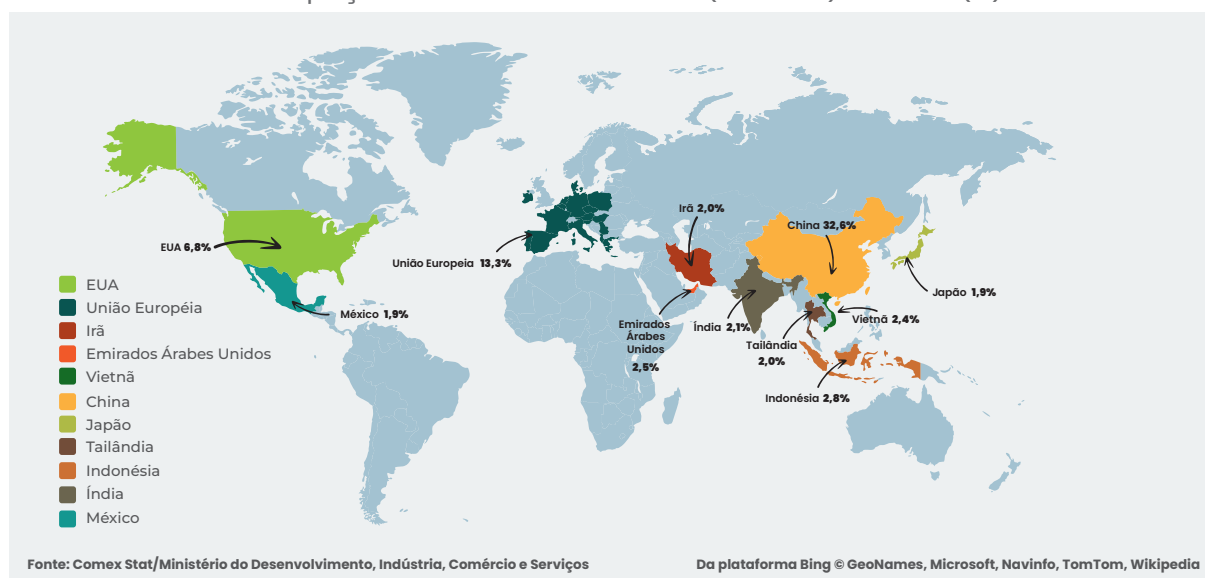 EUA 6,8%
México 1,9%
União Europeia 13,3%
Irã 2,0%
China 32,6%
Japão 1,9%
Emirados
Árabes
Unidos
2,5%
Índia 2,1%
Tailândia
2,0%
Vietnã 2,4%
Indonésia 2,8%
EUA
União Européia
Irã
Emirados Árabes Unidos
Vietnã
China
Japão
Tailândia
Indonésia
Índia
México
Fonte: Comex Stat/Ministério do Desenvolvimento, Indústria, Comércio e Serviços
Da plataforma Bing © GeoNames, Microsoft, Navinfo, TomTom, Wikipedia